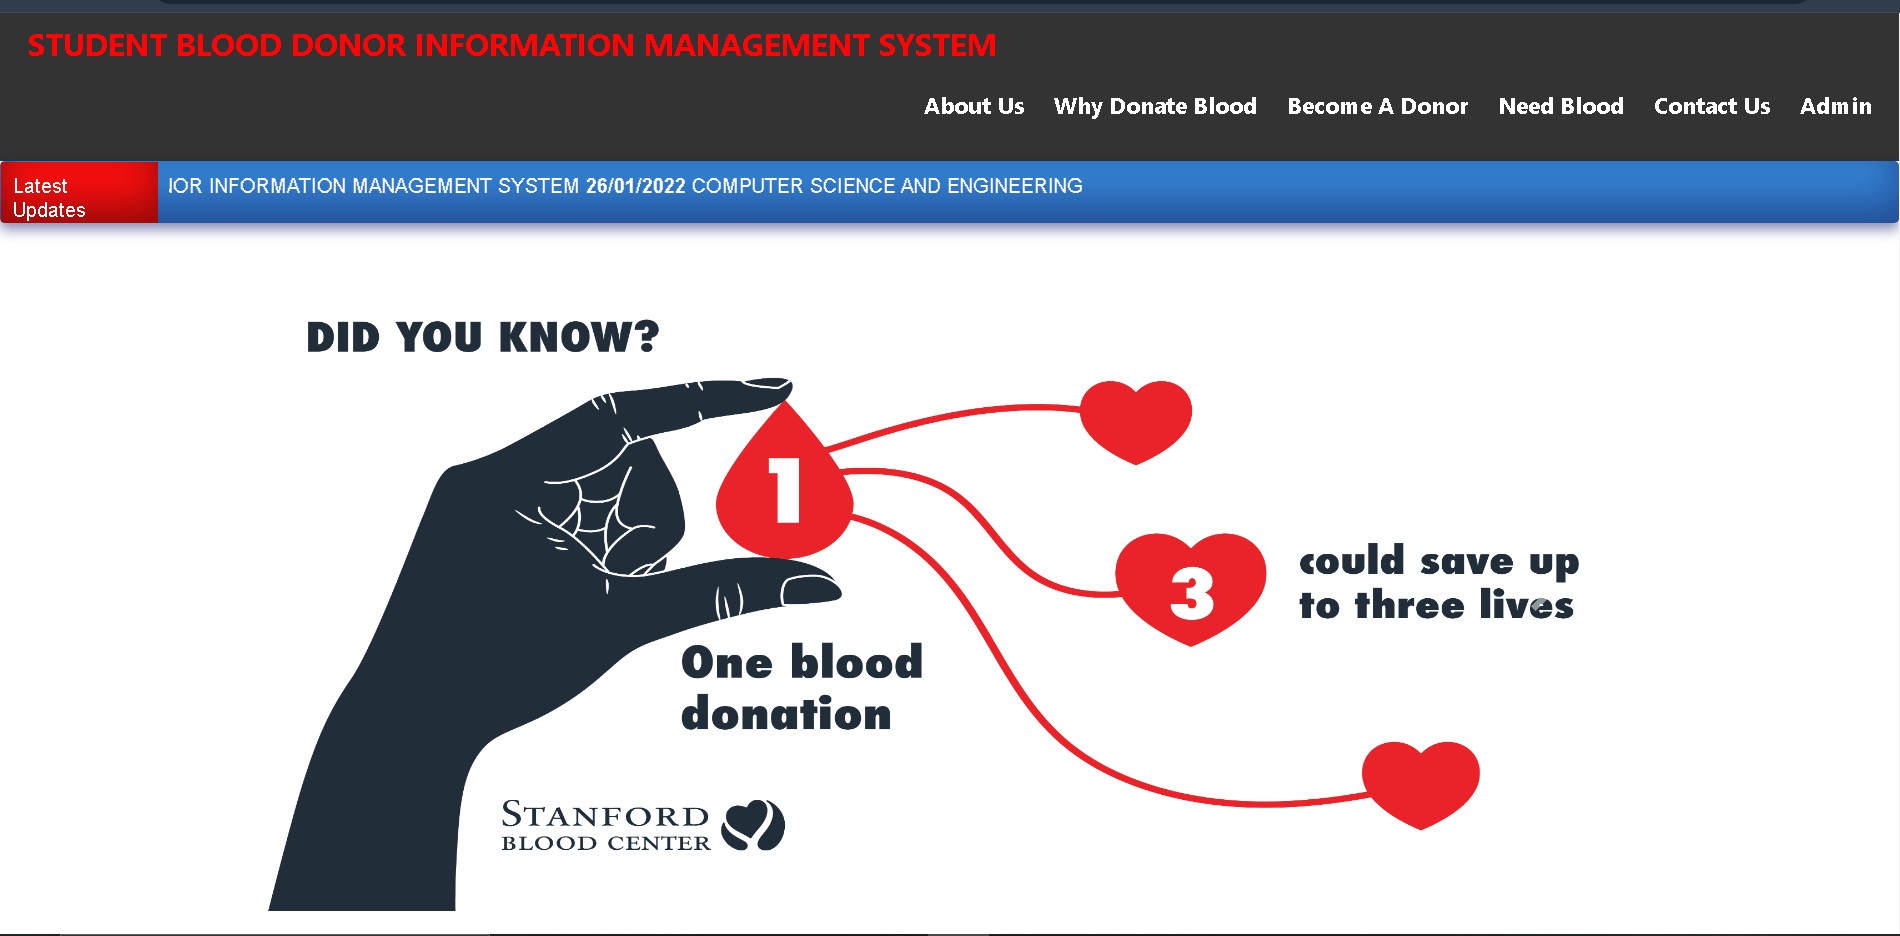 STUDENT BLOOD DONOR INFORMATION MANAGEMENT SYSTEM
About Us Why Donate Blood Become A Donor Need Blood Contact Us Admin
Latest
Updates
INFORMATION MANAGEMENT SYSTEM 26/01/2022 COMPUTER SCIENCE AND ENGINEERING
DID YOU KNOW?
1
3
could save up
to three lives
One blood
donation
STANFORD
BLOOD CENTER